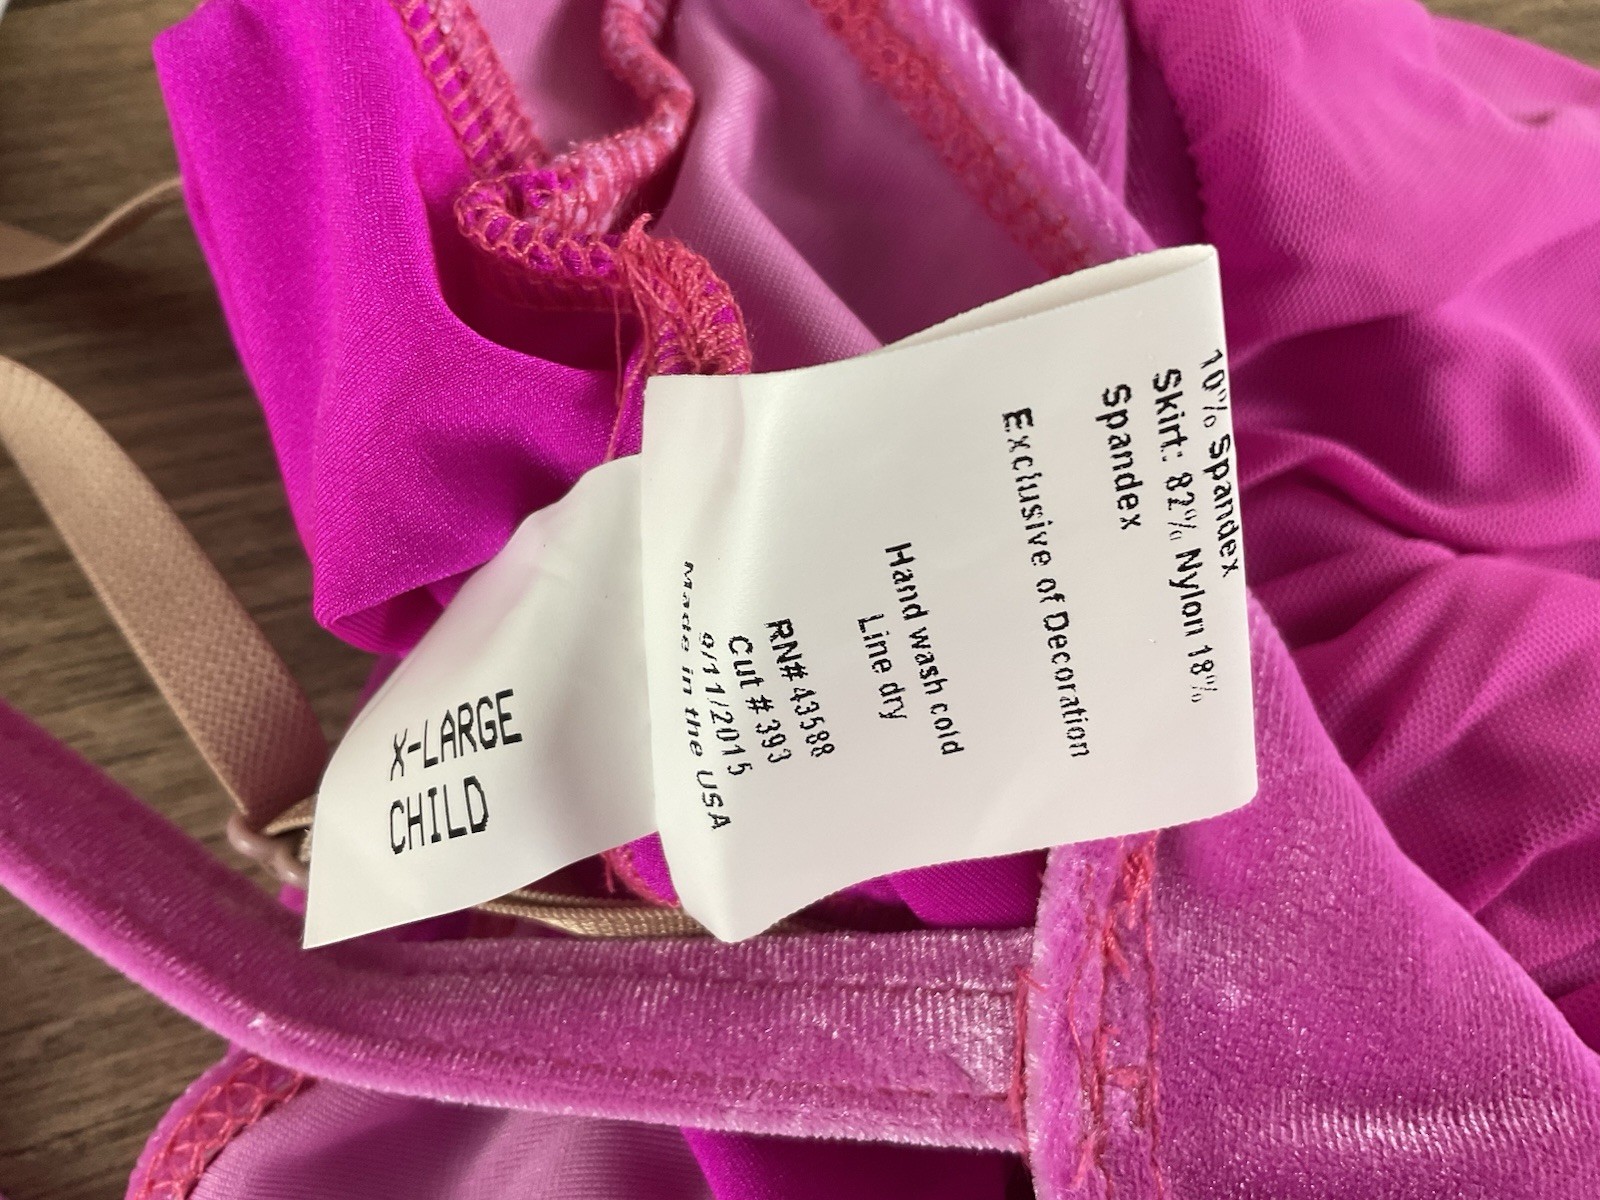 10% Spandex
Skirt: 82% Nylon 18%
Spandex
Exclusive of Decoration
Hand wash cold
Line dry
RN#43588
Cut # 393
9/11/2015
Made in the USA
X-LARGE
CHILD